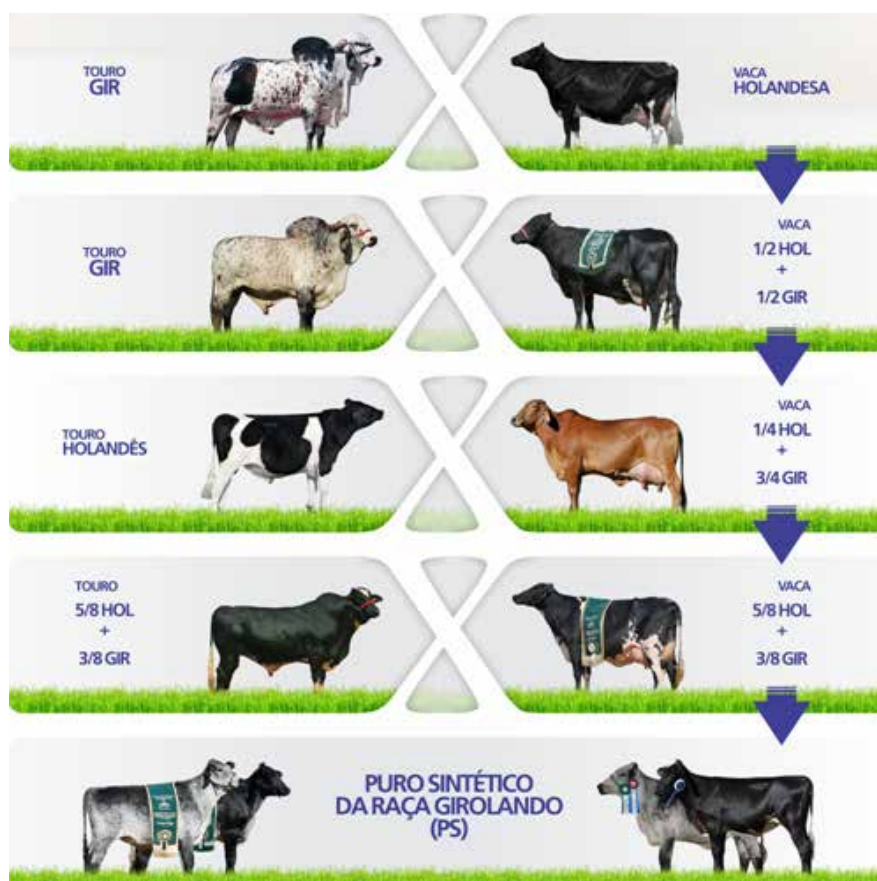 TOURO
GIR
VACA
HOLANDESA
TOURO
GIR
VACA
1/2 HOL
+
1/2 GIR
TOURO
HOLANDÊS
VACA
1/4 HOL
+
3/4 GIR
TOURO
5/8 HOL
+
3/8 GIR
VACA
5/8 HOL
+
3/8 GIR
PURO SINTÉTICO
DA RAÇA GIROLANDO
(PS)